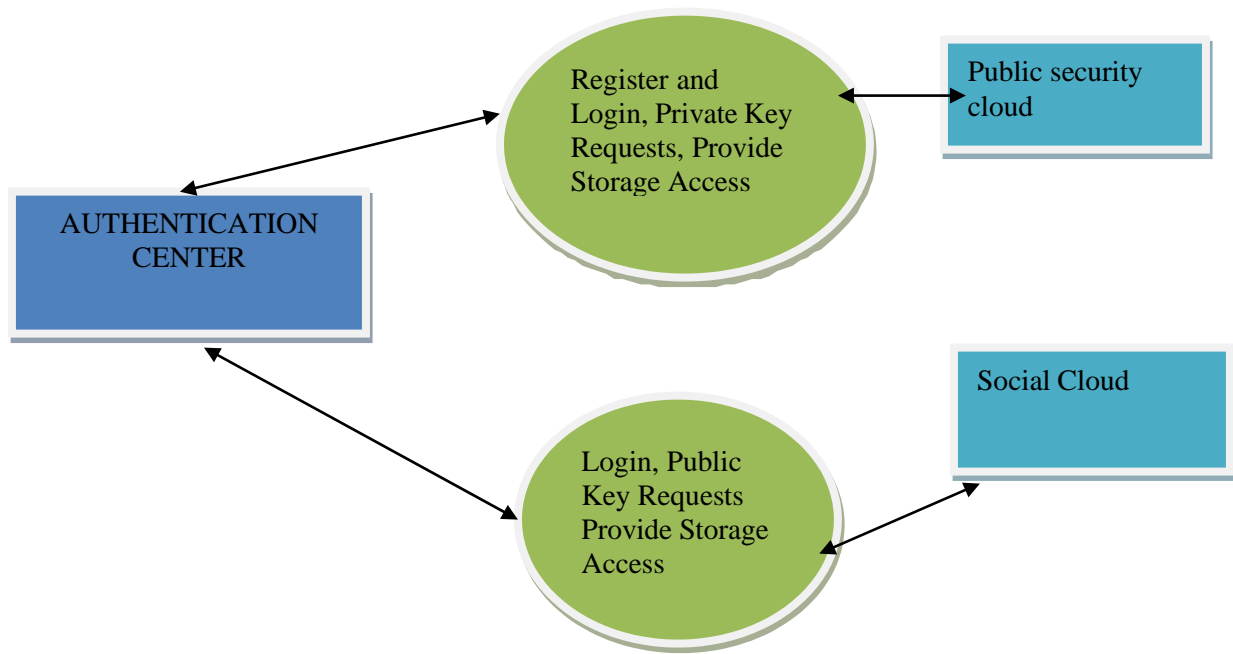 Register and
Login, Private Key
Requests, Provide
Storage Access
Public security
cloud
AUTHENTICATION
CENTER
Social Cloud
Login, Public
Key Requests
Provide Storage
Access